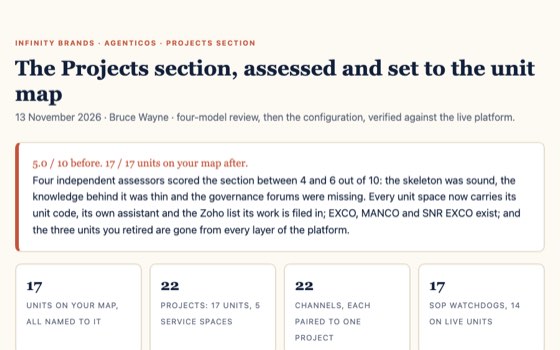 INFINITY BRANDS · AGENTICOS · PROJECTS SECTION
The Projects section, assessed and set to the unit
map
13 November 2026 · Bruce Wayne · four-model review, then the configuration, verified against the live platform.
5.0 / 10 before. 17 / 17 units on your map after.
Four independent assessors scored the section between 4 and 6 out of 10: the skeleton was sound, the
knowledge behind it was thin and the governance forums were missing. Every unit space now carries its
unit code, its own assistant and the Zoho list its work is filed in; EXCO, MANCO and SNR EXCO exist; and
the three units you retired are gone from every layer of the platform.
17
UNITS ON YOUR MAP,
ALL NAMED TO IT
22
PROJECTS: 17 UNITS, 5
SERVICE SPACES
22
CHANNELS, EACH
PAIRED TO ONE
PROJECT
17
SOP WATCHDOGS, 14
ON LIVE UNITS